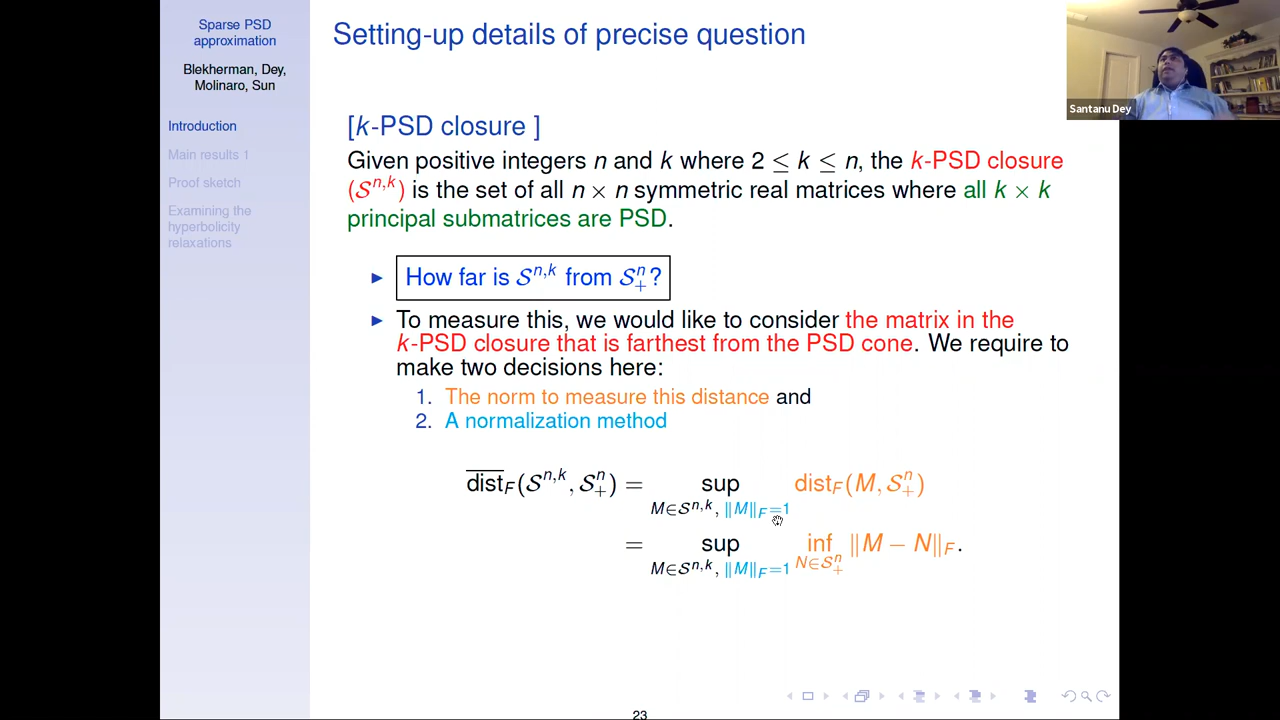 Sparse PSD
approximation
Blekherman, Dey,
Molinaro, Sun
Introduction
Main results 1
Proof sketch
Examining the
hyperbolicity
relaxations
Setting-up details of precise question
[k-PSD closure ]
Given positive integers n and k where 2 ≤ k ≤ n, the k-PSD closure
(𝒮^{n,k}) is the set of all n × n symmetric real matrices where all k × k
principal submatrices are PSD.
▶ How far is 𝒮^{n,k} from 𝒮^n_+?
▶ To measure this, we would like to consider the matrix in the
k-PSD closure that is farthest from the PSD cone. We require to
make two decisions here:
1. The norm to measure this distance and
2. A normalization method
\overline{dist}_F(𝒮^{n,k}, 𝒮^n_+) = sup_{M∈𝒮^{n,k}, ‖M‖_F=1} dist_F(M, 𝒮^n_+)
= sup_{M∈𝒮^{n,k}, ‖M‖_F=1} inf_{N∈𝒮^n_+} ‖M − N‖_F.
23
Santanu Dey